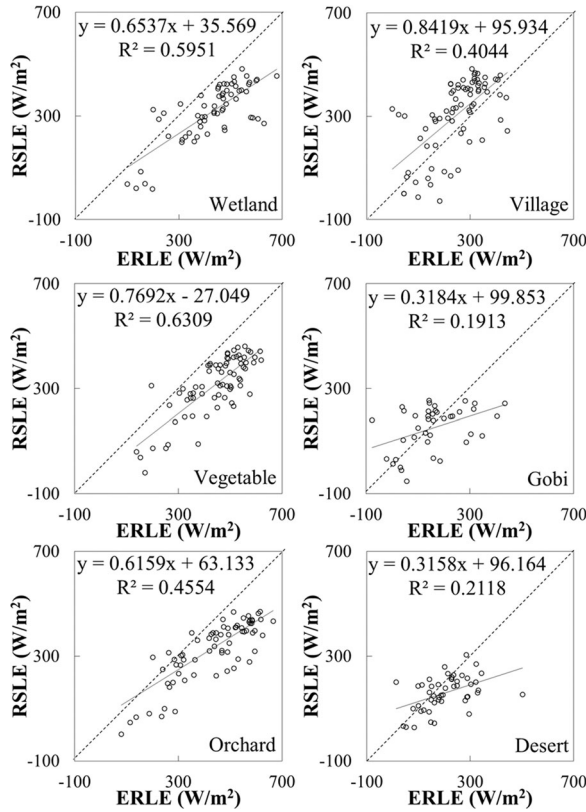 y = 0.6537x + 35.569
R² = 0.5951
700
300
-100
RSLE (W/m²)
Wetland
-100 300 700
ERLE (W/m²)
y = 0.8419x + 95.934
R² = 0.4044
700
300
-100
RSLE (W/m²)
Village
-100 300 700
ERLE (W/m²)
y = 0.7692x - 27.049
R² = 0.6309
700
300
-100
RSLE (W/m²)
Vegetable
-100 300 700
ERLE (W/m²)
y = 0.3184x + 99.853
R² = 0.1913
700
300
-100
RSLE (W/m²)
Gobi
-100 300 700
ERLE (W/m²)
y = 0.6159x + 63.133
R² = 0.4554
700
300
-100
RSLE (W/m²)
Orchard
-100 300 700
ERLE (W/m²)
y = 0.3158x + 96.164
R² = 0.2118
700
300
-100
RSLE (W/m²)
Desert
-100 300 700
ERLE (W/m²)